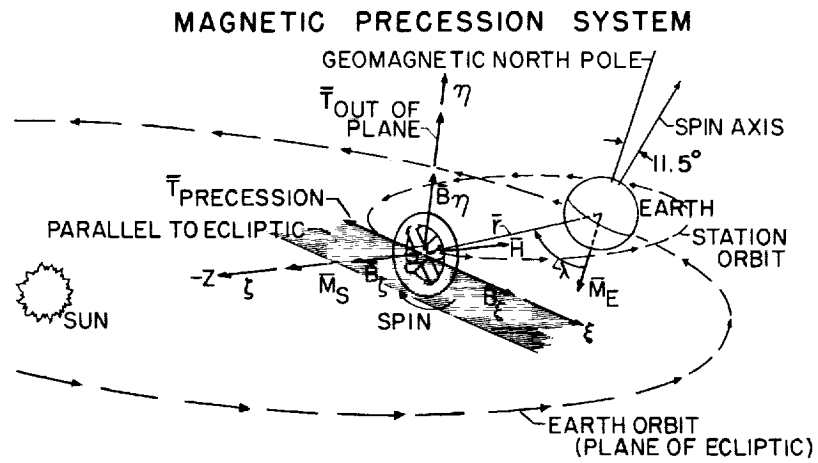 MAGNETIC PRECESSION SYSTEM
GEOMAGNETIC NORTH POLE
T̄OUT OF PLANE
η
SPIN AXIS
11.5°
T̄PRECESSION
B̄η
EARTH
PARALLEL TO ECLIPTIC
r̄
STATION ORBIT
H̄
λ
-Z
ζ
M̄S
B̄ζ
B̄ξ
M̄E
SUN
SPIN
ξ
EARTH ORBIT
(PLANE OF ECLIPTIC)